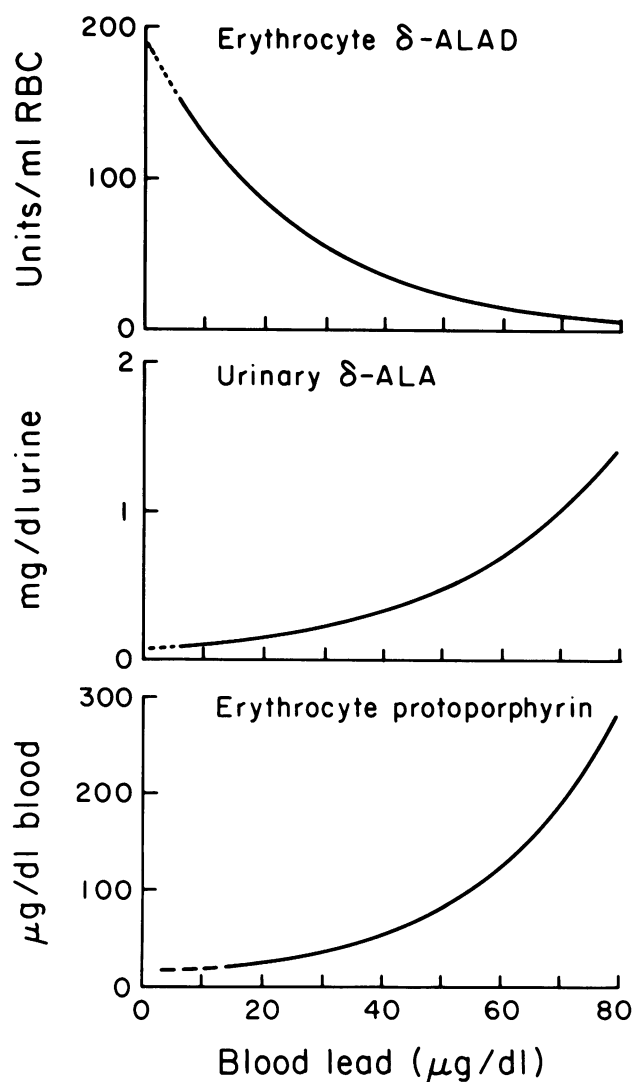 Erythrocyte δ-ALAD
Units/ml RBC
200
100
0
Urinary δ-ALA
mg/dl urine
2
1
0
Erythrocyte protoporphyrin
μg/dl blood
300
200
100
0
0 20 40 60 80
Blood lead (μg/dl)